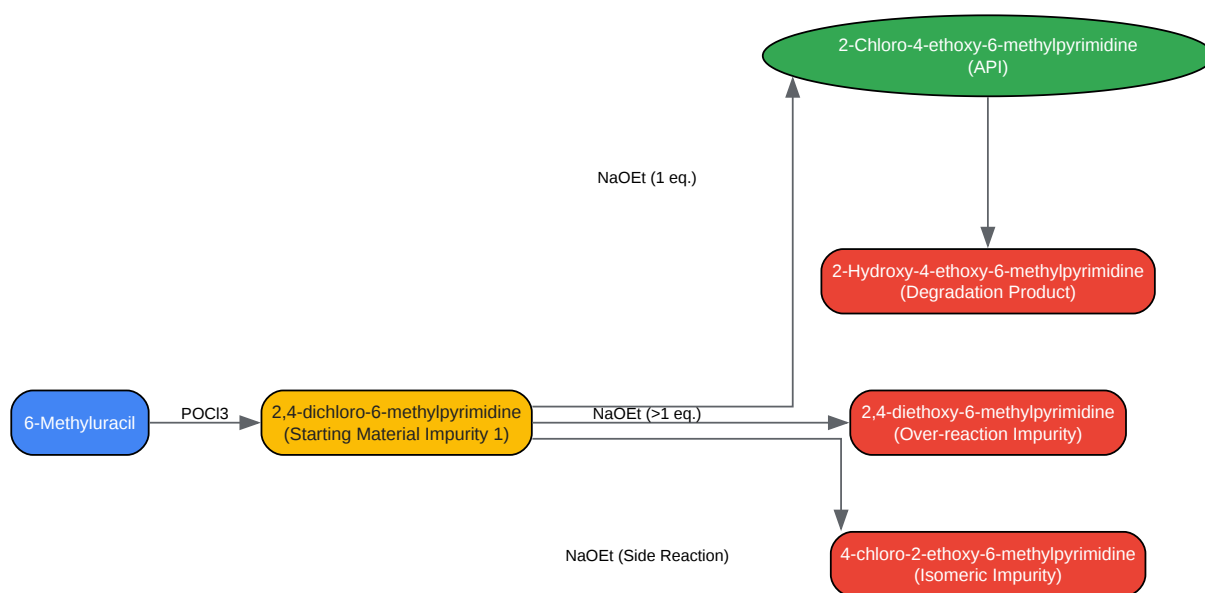 2-Chloro-4-ethoxy-6-methylpyrimidine
(API)
NaOEt (1 eq.)
2-Hydroxy-4-ethoxy-6-methylpyrimidine
(Degradation Product)
6-Methyluracil
POCl3
2,4-dichloro-6-methylpyrimidine
(Starting Material Impurity 1)
NaOEt (>1 eq.)
2,4-diethoxy-6-methylpyrimidine
(Over-reaction Impurity)
NaOEt (Side Reaction)
4-chloro-2-ethoxy-6-methylpyrimidine
(Isomeric Impurity)